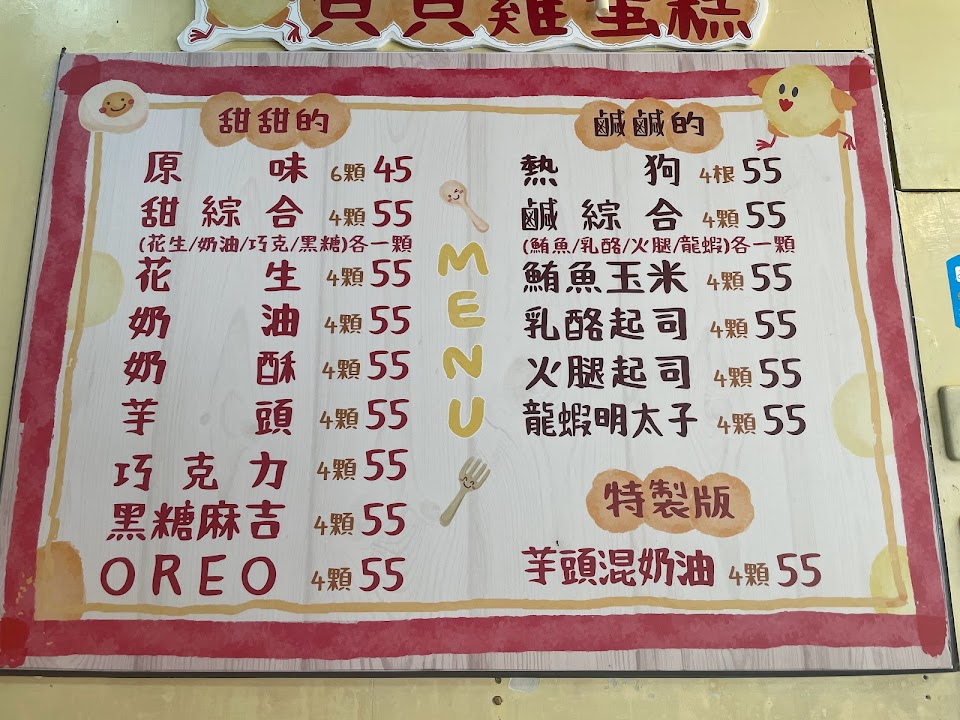 雞蛋糕
甜甜的
原味 6顆 45
甜綜合 4顆 55
(花生/奶油/巧克/黑糖)各一顆
花生 4顆 55
奶油 4顆 55
奶酥 4顆 55
芋頭 4顆 55
巧克力 4顆 55
黑糖麻吉 4顆 55
OREO 4顆 55
MENU
鹹鹹的
熱狗 4根 55
鹹綜合 4顆 55
(鮪魚/乳酪/火腿/龍蝦)各一顆
鮪魚玉米 4顆 55
乳酪起司 4顆 55
火腿起司 4顆 55
龍蝦明太子 4顆 55
特製版
芋頭混奶油 4顆 55